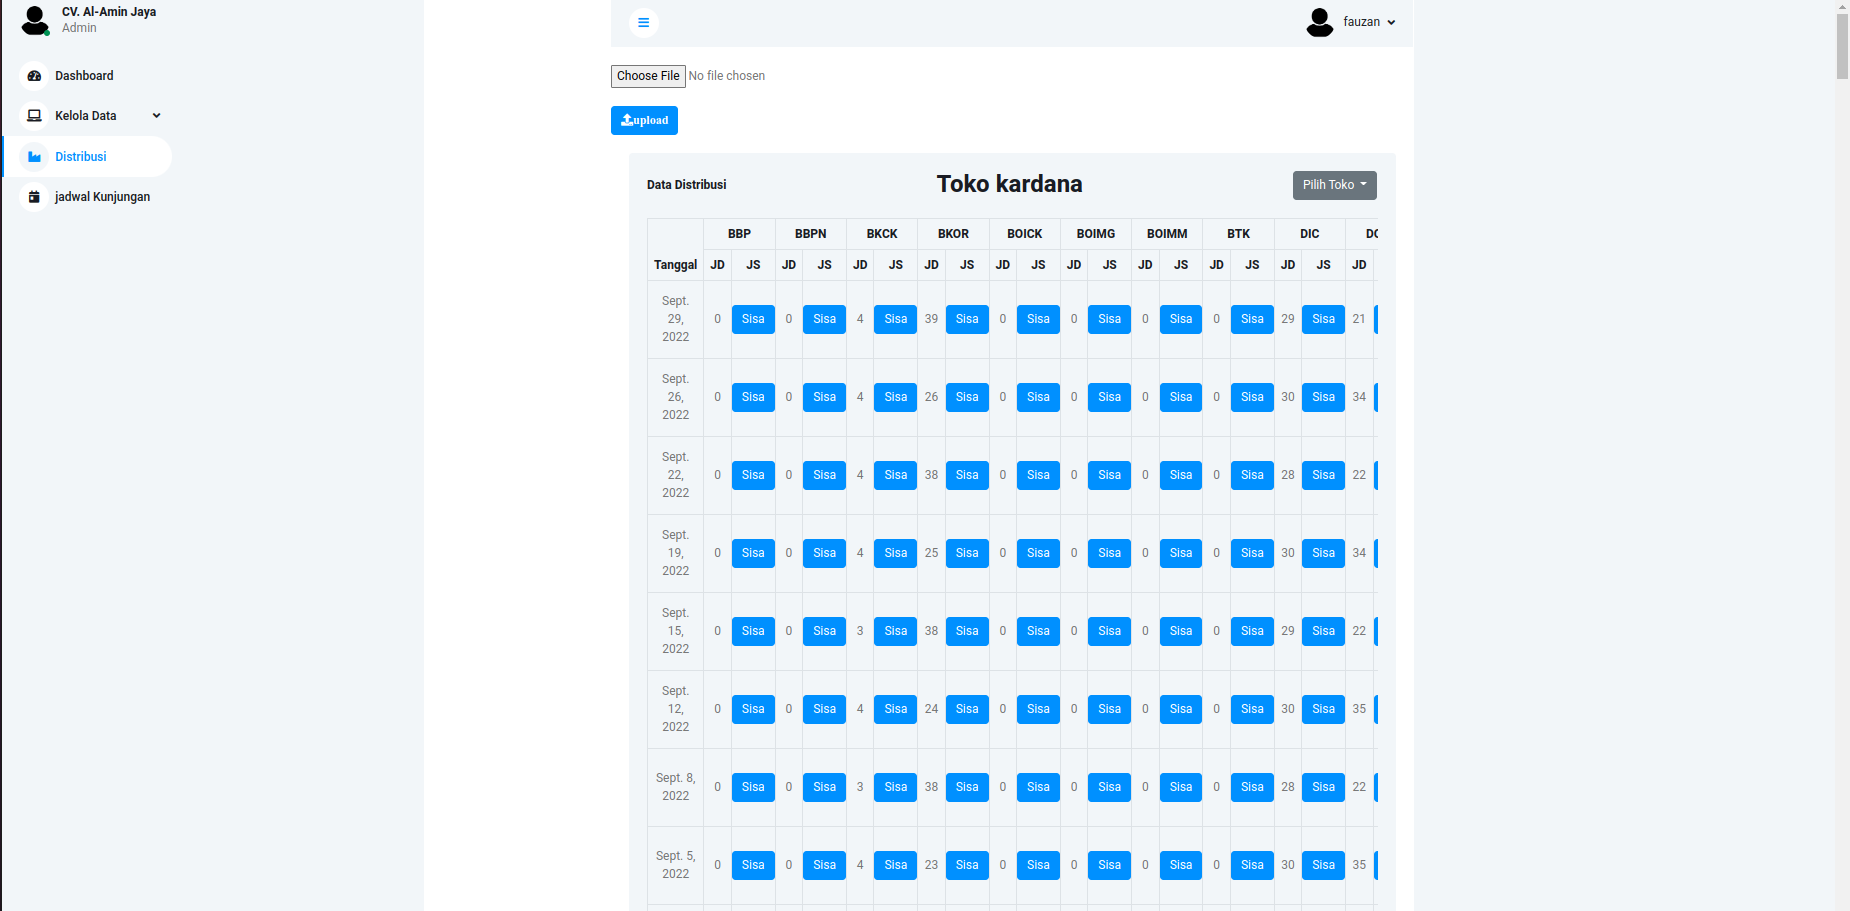 CV. Al-Amin Jaya
Admin
Dashboard
Kelola Data
Distribusi
jadwal Kunjungan
fauzan
Choose File No file chosen
upload
Data Distribusi
Toko kardana
Pilih Toko
BBP BBPN BKCK BKOR BOICK BOIMG BOIMM BTK DIC
Tanggal JD JS JD JS JD JS JD JS JD JS JD JS JD JS JD JS JD JS JD
Sept. 29, 2022 0 Sisa 0 Sisa 4 Sisa 39 Sisa 0 Sisa 0 Sisa 0 Sisa 0 Sisa 29 Sisa 21
Sept. 26, 2022 0 Sisa 0 Sisa 4 Sisa 26 Sisa 0 Sisa 0 Sisa 0 Sisa 0 Sisa 30 Sisa 34
Sept. 22, 2022 0 Sisa 0 Sisa 4 Sisa 38 Sisa 0 Sisa 0 Sisa 0 Sisa 0 Sisa 28 Sisa 22
Sept. 19, 2022 0 Sisa 0 Sisa 4 Sisa 25 Sisa 0 Sisa 0 Sisa 0 Sisa 0 Sisa 30 Sisa 34
Sept. 15, 2022 0 Sisa 0 Sisa 3 Sisa 38 Sisa 0 Sisa 0 Sisa 0 Sisa 0 Sisa 29 Sisa 22
Sept. 12, 2022 0 Sisa 0 Sisa 4 Sisa 24 Sisa 0 Sisa 0 Sisa 0 Sisa 0 Sisa 30 Sisa 35
Sept. 8, 2022 0 Sisa 0 Sisa 3 Sisa 38 Sisa 0 Sisa 0 Sisa 0 Sisa 0 Sisa 28 Sisa 22
Sept. 5, 2022 0 Sisa 0 Sisa 4 Sisa 23 Sisa 0 Sisa 0 Sisa 0 Sisa 0 Sisa 30 Sisa 35